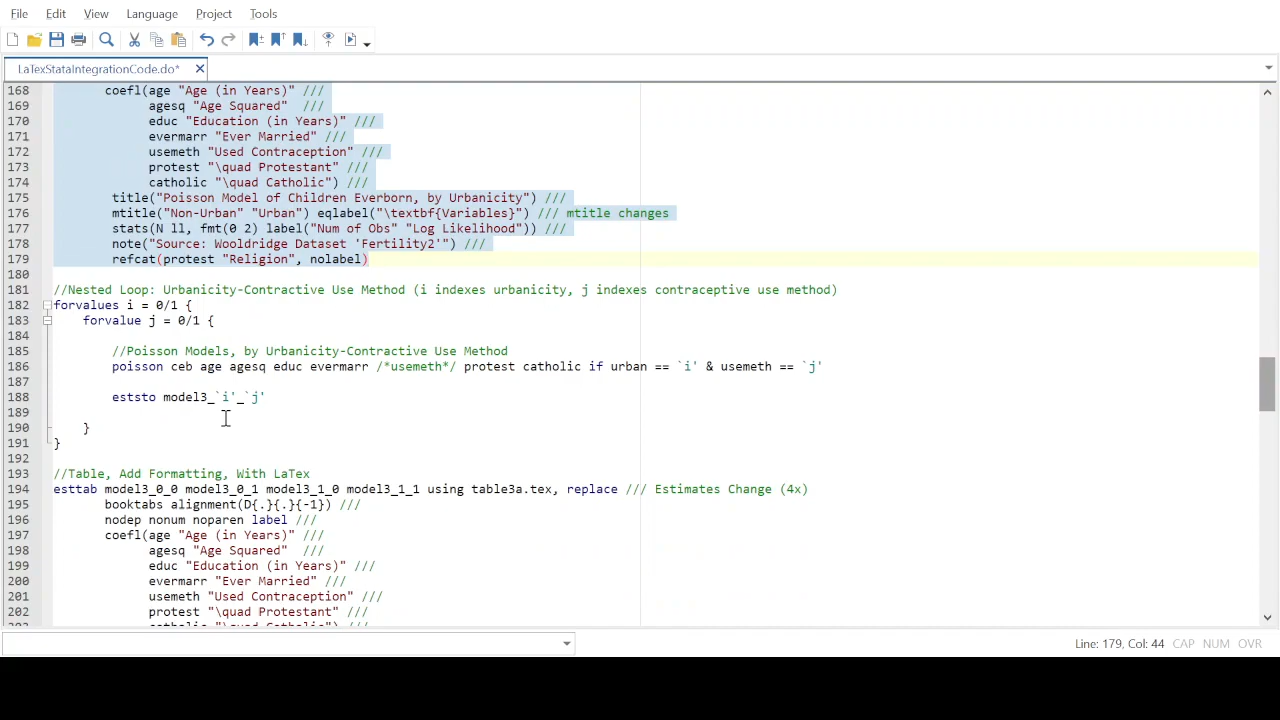 File Edit View Language Project Tools
LaTexStataIntegrationCode.do*
168 coefl(age "Age (in Years)" ///
169 agesq "Age Squared" ///
170 educ "Education (in Years)" ///
171 evermarr "Ever Married" ///
172 usemeth "Used Contraception" ///
173 protest "\quad Protestant" ///
174 catholic "\quad Catholic") ///
175 title("Poisson Model of Children Everborn, by Urbanicity") ///
176 mtitle("Non-Urban" "Urban") eqlabel("\textbf{Variables}") /// mtitle changes
177 stats(N ll, fmt(0 2) label("Num of Obs" "Log Likelihood")) ///
178 note("Source: Wooldridge Dataset 'Fertility2'") ///
179 refcat(protest "Religion", nolabel)
180
181 //Nested Loop: Urbanicity-Contractive Use Method (i indexes urbanicity, j indexes contraceptive use method)
182 forvalues i = 0/1 {
183 forvalue j = 0/1 {
184
185 //Poisson Models, by Urbanicity-Contractive Use Method
186 poisson ceb age agesq educ evermarr /*usemeth*/ protest catholic if urban == `i' & usemeth == `j'
187
188 eststo model3_`i'_`j'
189
190 }
191 }
192
193 //Table, Add Formatting, With LaTex
194 esttab model3_0_0 model3_0_1 model3_1_0 model3_1_1 using table3a.tex, replace /// Estimates Change (4x)
195 booktabs alignment(D{.}{.}{-1}) ///
196 nodep nonum noparen label ///
197 coefl(age "Age (in Years)" ///
198 agesq "Age Squared" ///
199 educ "Education (in Years)" ///
200 evermarr "Ever Married" ///
201 usemeth "Used Contraception" ///
202 protest "\quad Protestant" ///
Line: 179, Col: 44 CAP NUM OVR